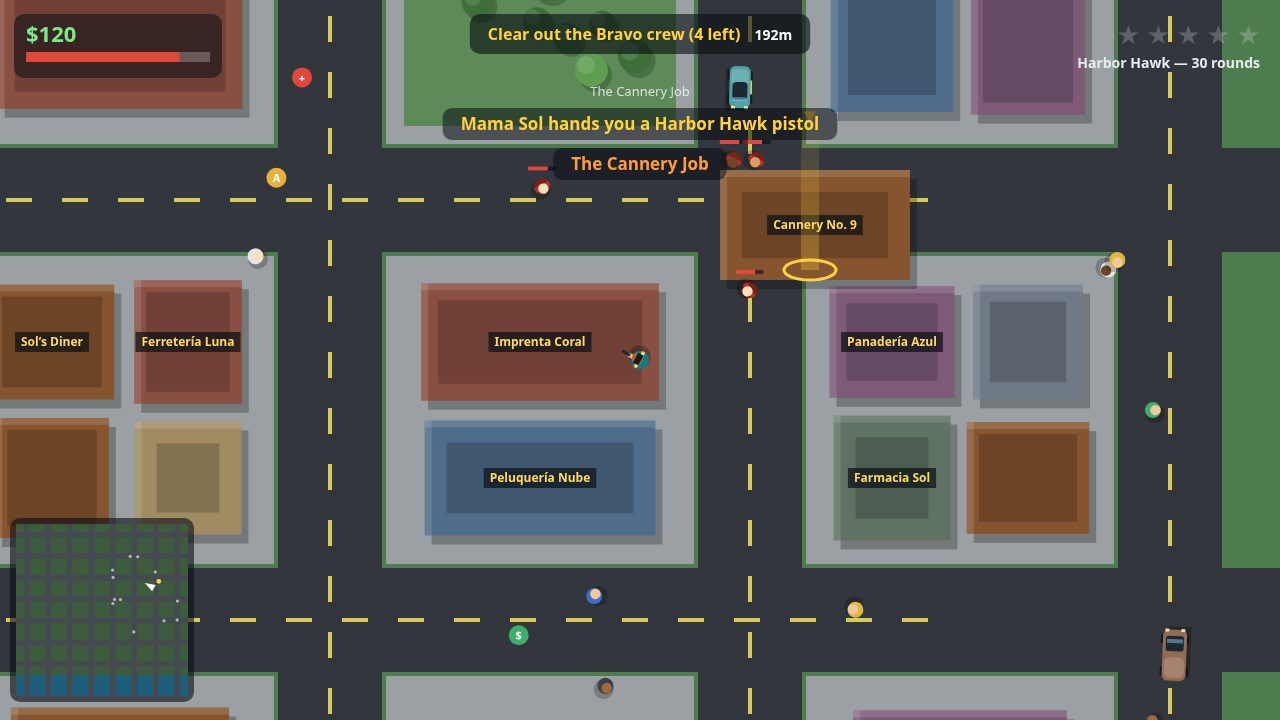 $120
Clear out the Bravo crew (4 left) 192m
Harbor Hawk — 30 rounds
The Cannery Job
Mama Sol hands you a Harbor Hawk pistol
The Cannery Job
+
A
Cannery No. 9
Sol's Diner
Ferretería Luna
Imprenta Coral
Panadería Azul
Peluquería Nube
Farmacia Sol
$